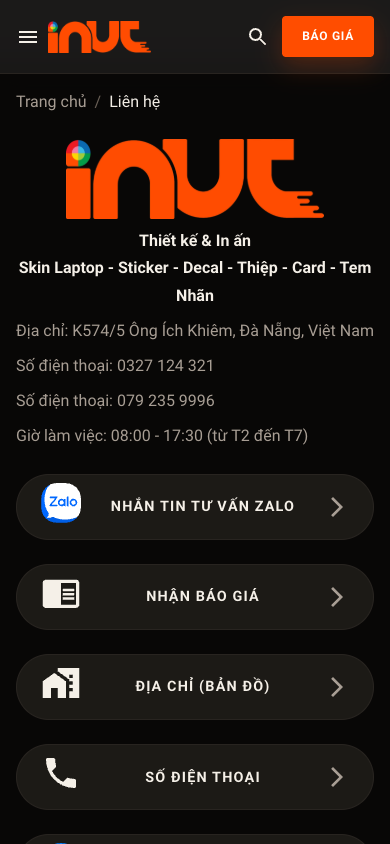 inut
BÁO GIÁ
Trang chủ / Liên hệ
inut
Thiết kế & In ấn
Skin Laptop - Sticker - Decal - Thiệp - Card - Tem
Nhãn
Địa chỉ: K574/5 Ông Ích Khiêm, Đà Nẵng, Việt Nam
Số điện thoại: 0327 124 321
Số điện thoại: 079 235 9996
Giờ làm việc: 08:00 - 17:30 (từ T2 đến T7)
Zalo NHẮN TIN TƯ VẤN ZALO
NHẬN BÁO GIÁ
ĐỊA CHỈ (BẢN ĐỒ)
SỐ ĐIỆN THOẠI